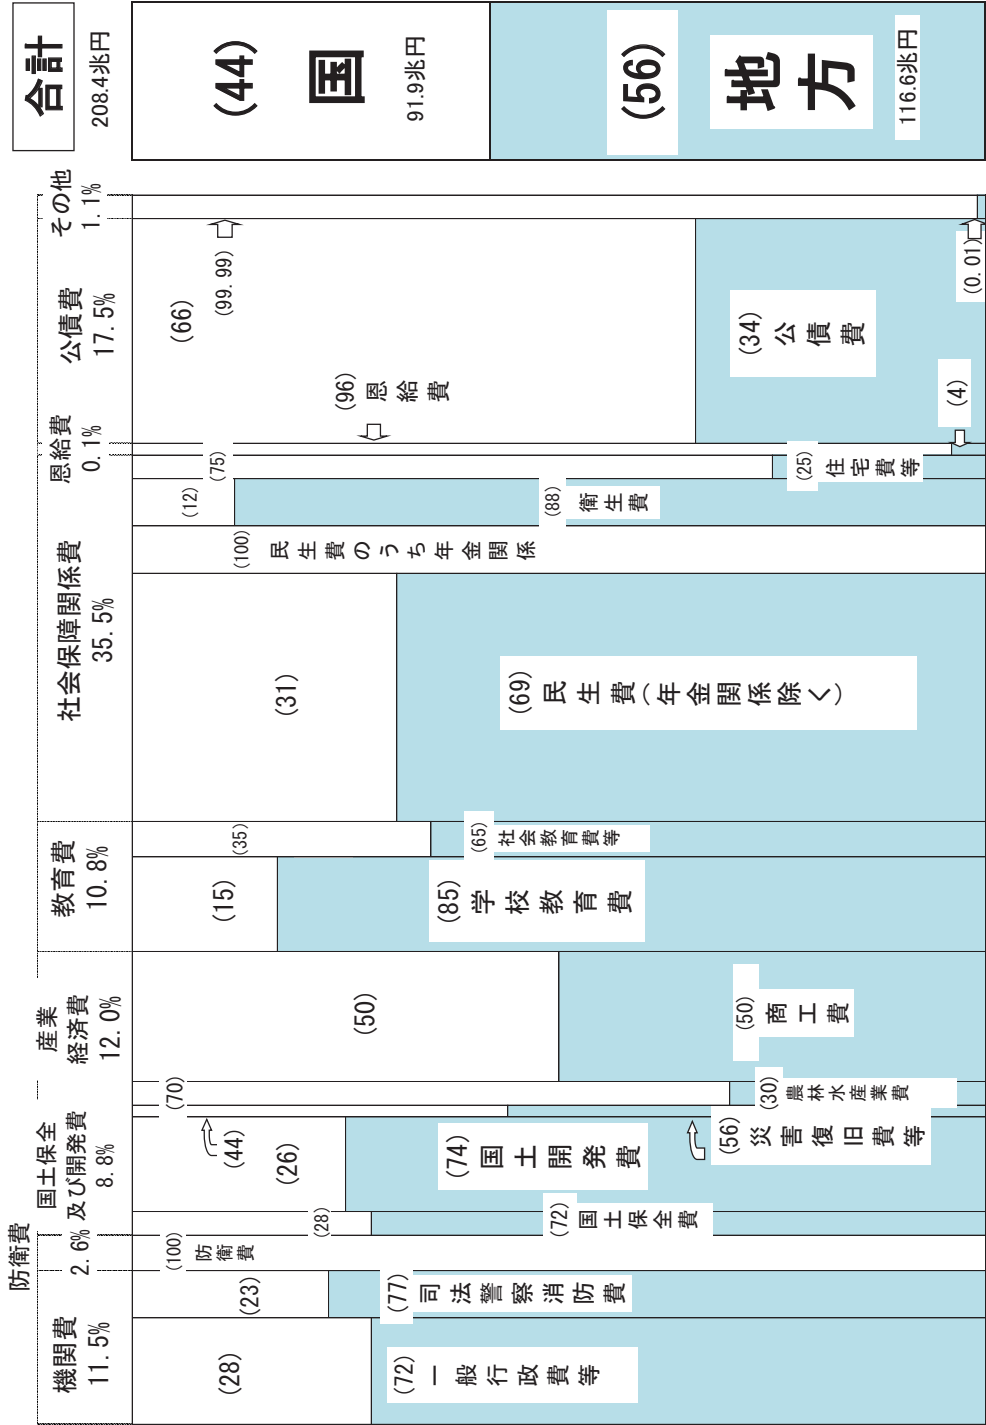 機関費
11.5%
防衛費
2.6%
国土保全
及び開発費
8.8%
産業
経済費
12.0%
教育費
10.8%
社会保障関係費
35.5%
恩給費
0.1%
公債費
17.5%
その他
1.1%
合計
208.4兆円
(28)
(72)
一般行政費等
(23)
(77)
司法警察消防費
(100)
防衛費
(28)
(72)
国土保全費
(26)
(74)
国土開発費
(44)
(56)
災害復旧費等
(70)
(30)
農林水産業費
(50)
(50)
商工費
(15)
(85)
学校教育費
(35)
(65)
社会教育費等
(31)
(69)
民生費(年金関係除く)
(100)
民生費のうち年金関係
(12)
(88)
衛生費
(75)
(25)
住宅費等
(96)
恩給費
(4)
(66)
(34)
公債費
(99.99)
(0.01)
(44)
国
91.9兆円
(56)
地方
116.6兆円